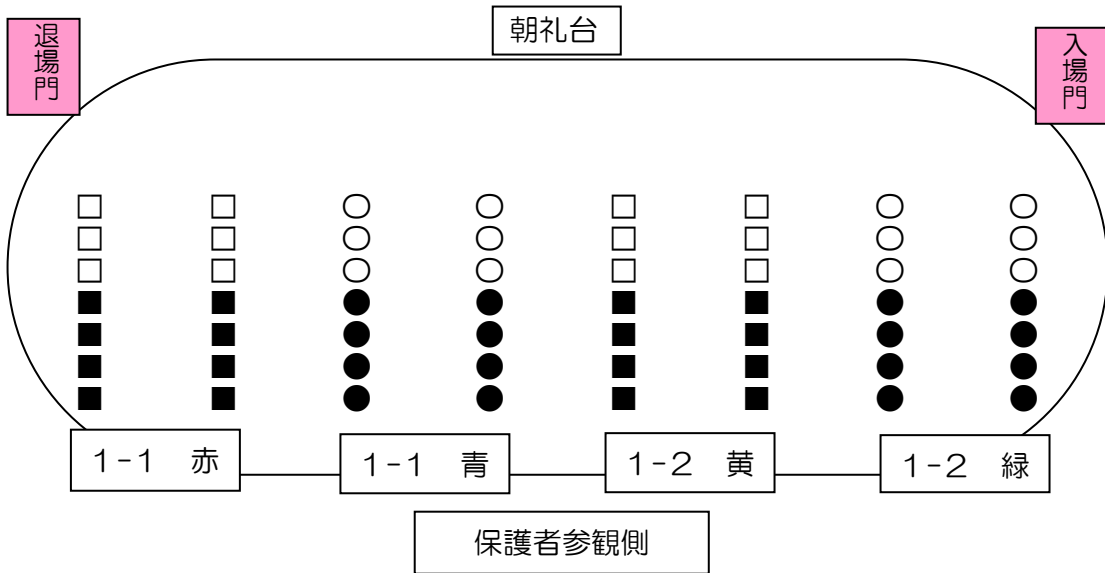 朝礼台
退場門
入場門
□ □ ○ ○ □ □ ○ ○
□ □ ○ ○ □ □ ○ ○
□ □ ○ ○ □ □ ○ ○
■ ■ ● ● ■ ■ ● ●
■ ■ ● ● ■ ■ ● ●
■ ■ ● ● ■ ■ ● ●
■ ■ ● ● ■ ■ ● ●
1-1 赤
1-1 青
1-2 黄
1-2 緑
保護者参観側